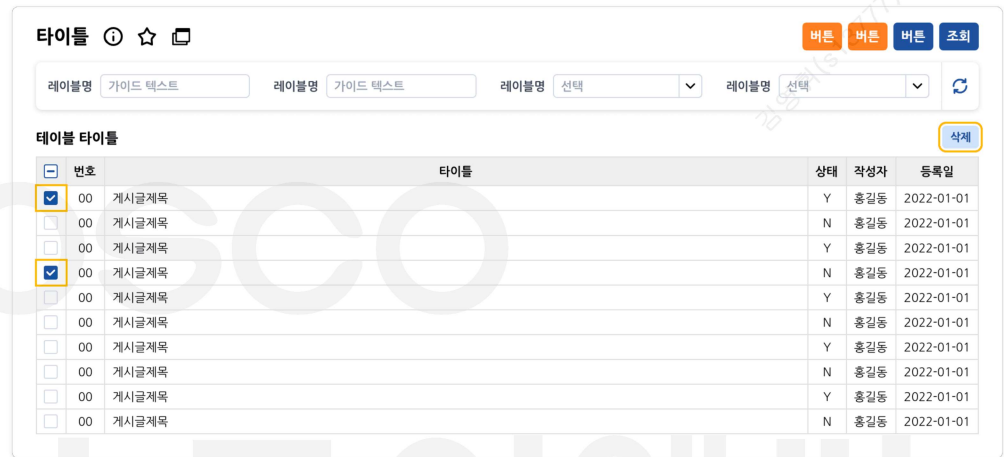 타이틀 버튼 버튼 버튼 조회
레이블명 가이드 텍스트 레이블명 가이드 텍스트 레이블명 선택 레이블명 선택
테이블 타이틀 삭제
번호 타이틀 상태 작성자 등록일
00 게시글제목 Y 홍길동 2022-01-01
00 게시글제목 N 홍길동 2022-01-01
00 게시글제목 Y 홍길동 2022-01-01
00 게시글제목 N 홍길동 2022-01-01
00 게시글제목 Y 홍길동 2022-01-01
00 게시글제목 N 홍길동 2022-01-01
00 게시글제목 Y 홍길동 2022-01-01
00 게시글제목 N 홍길동 2022-01-01
00 게시글제목 Y 홍길동 2022-01-01
00 게시글제목 N 홍길동 2022-01-01